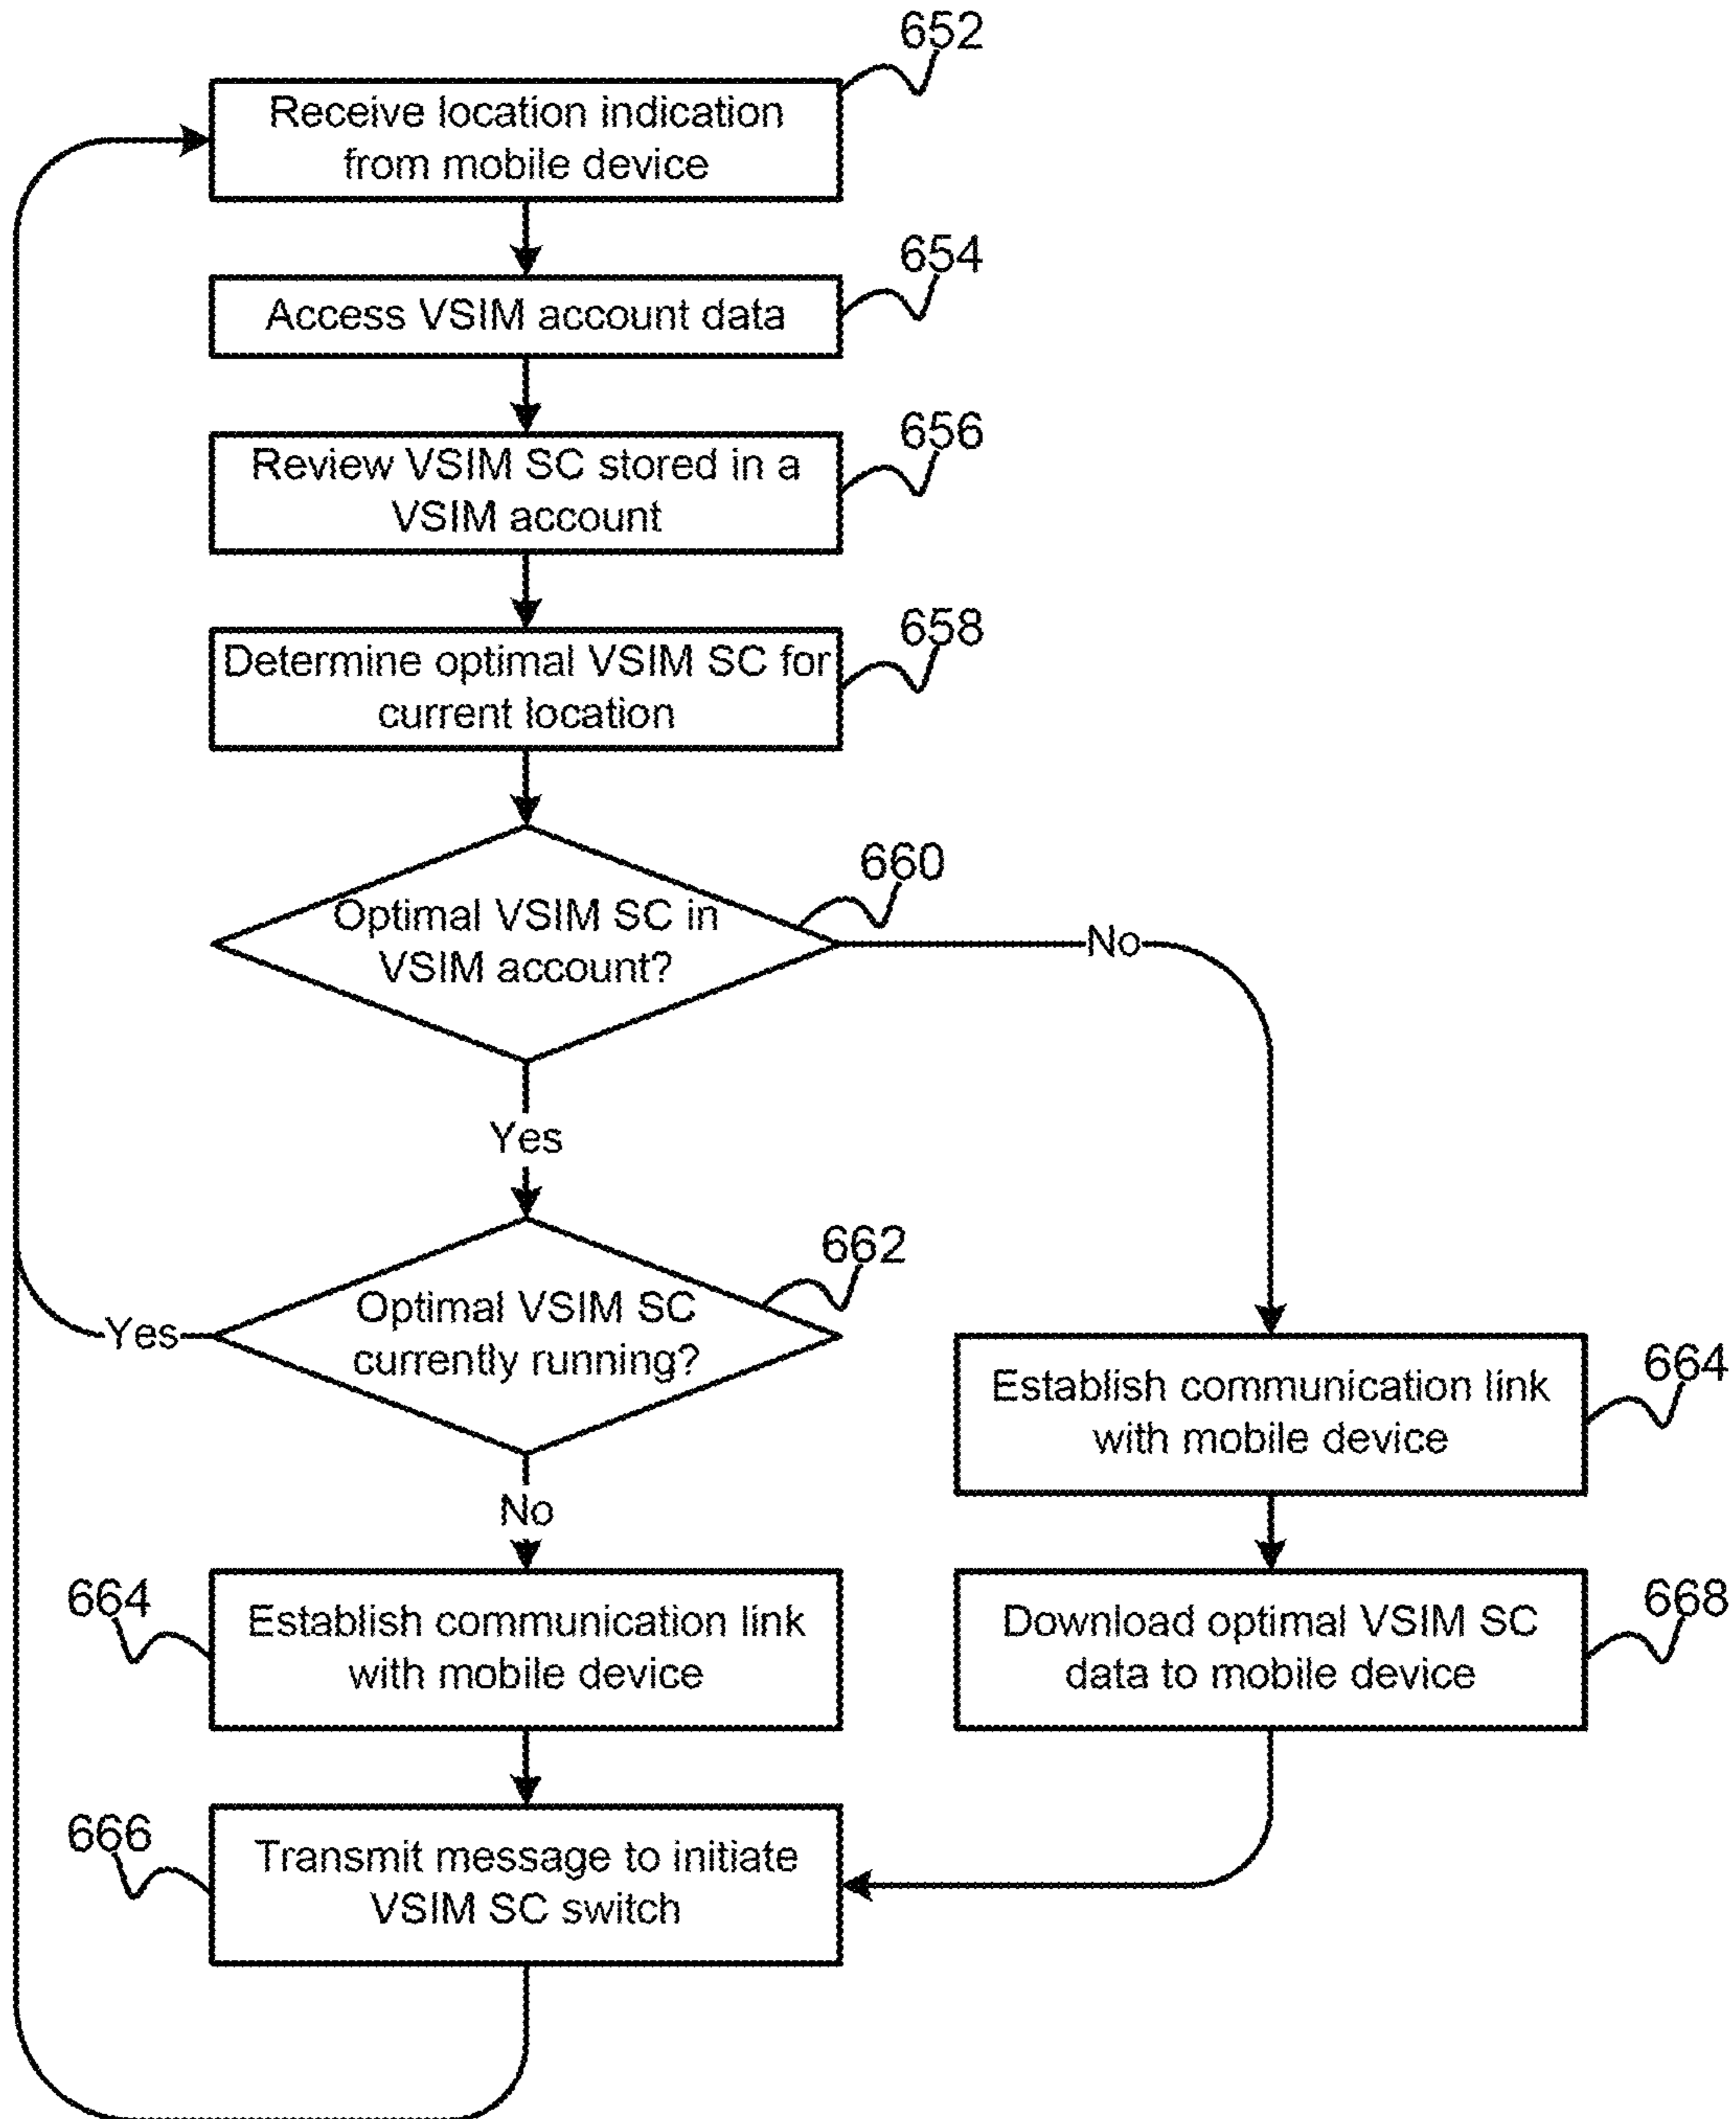 652
Receive location indication
from mobile device
654
Access VSIM account data
656
Review VSIM SC stored in a
VSIM account
658
Determine optimal VSIM SC for
current location
660
Optimal VSIM SC in
VSIM account?
No
Yes
662
Optimal VSIM SC
currently running?
Yes
No
664
Establish communication link
with mobile device
664
Establish communication link
with mobile device
668
Download optimal VSIM SC
data to mobile device
666
Transmit message to initiate
VSIM SC switch